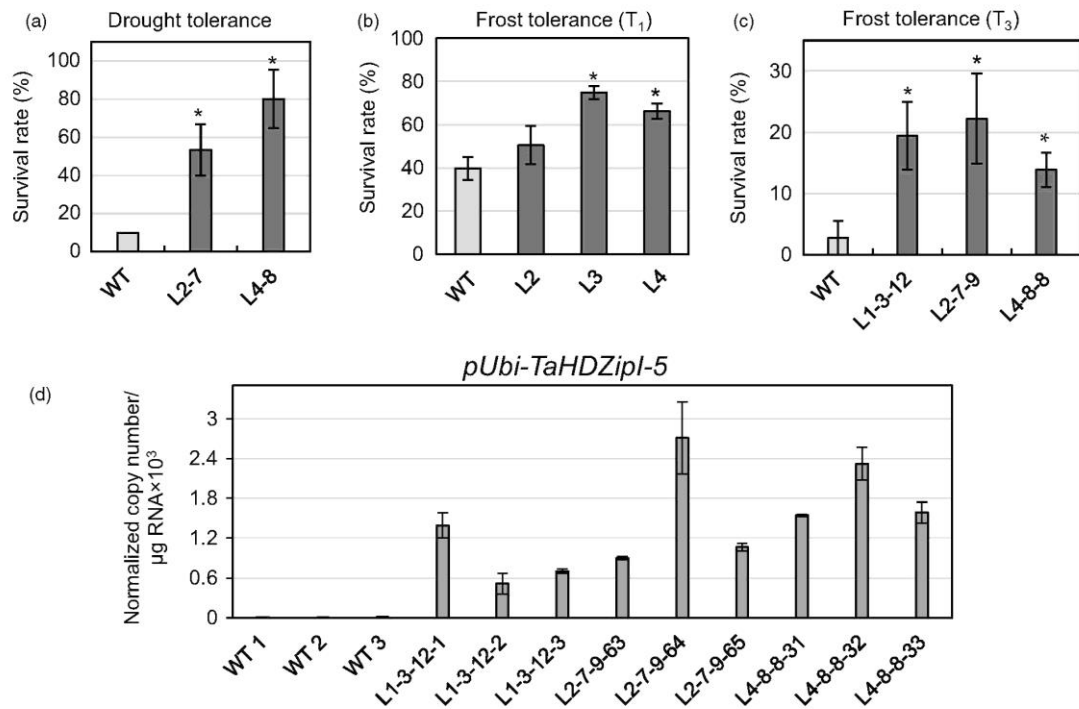 (a)
Drought tolerance
Survival rate (%)
100
80
60
40
20
10
0
*
*
WT
L2-7
L4-8
(b)
Frost tolerance (T1)
Survival rate (%)
100
80
60
40
20
0
*
*
WT
L2
L3
L4
(c)
Frost tolerance (T3)
Survival rate (%)
30
20
10
0
*
*
*
WT
L1-3-12
L2-7-9
L4-8-8
(d)
pUbi-TaHDZipI-5
Normalized copy number/
µg RNA×10³
3
2.4
1.8
1.2
0.6
0
WT 1
WT 2
WT 3
L1-3-12-1
L1-3-12-2
L1-3-12-3
L2-7-9-63
L2-7-9-64
L2-7-9-65
L4-8-8-31
L4-8-8-32
L4-8-8-33